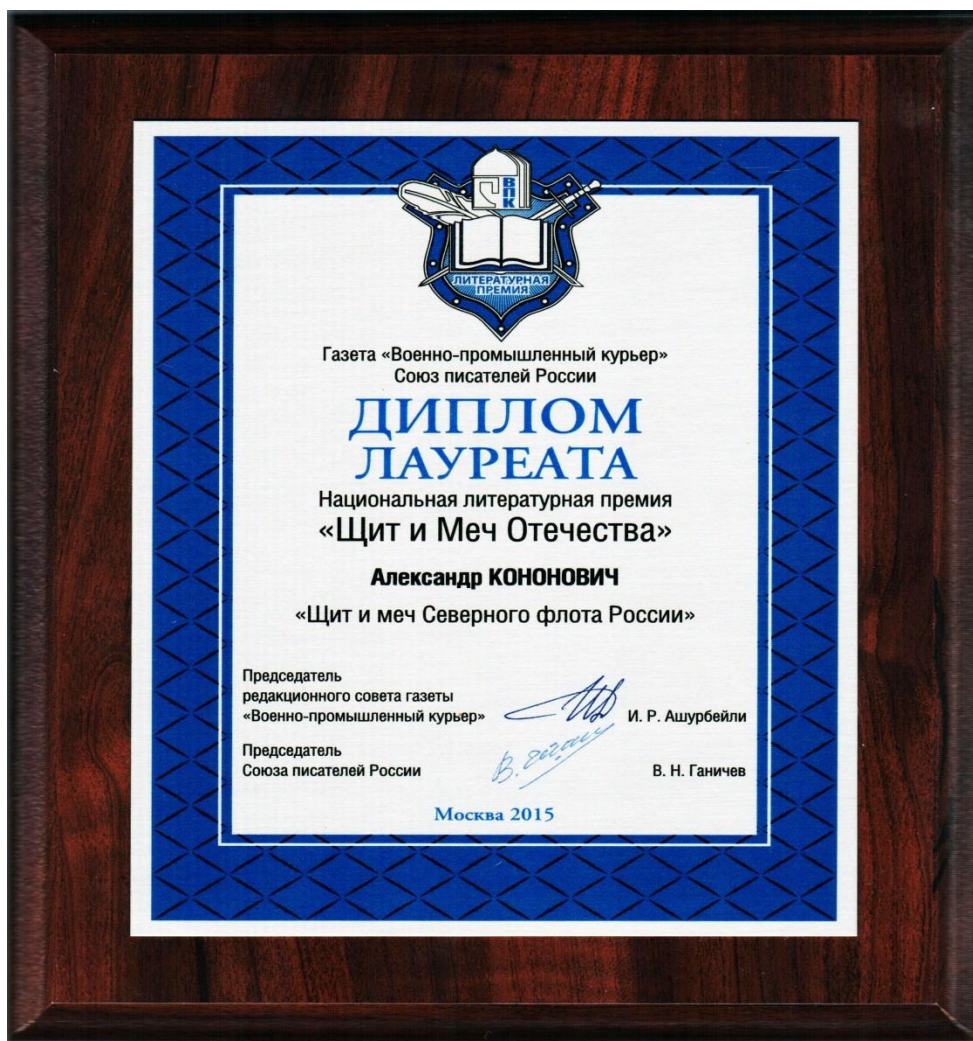 ВПК
ЛИТЕРАТУРНАЯ
ПРЕМИЯ
Газета «Военно-промышленный курьер»
Союз писателей России
ДИПЛОМ
ЛАУРЕАТА
Национальная литературная премия
«Щит и Меч Отечества»
Александр КОНОНОВИЧ
«Щит и меч Северного флота России»
Председатель
редакционного совета газеты
«Военно-промышленный курьер» И. Р. Ашурбейли
Председатель
Союза писателей России В. Н. Ганичев
Москва 2015